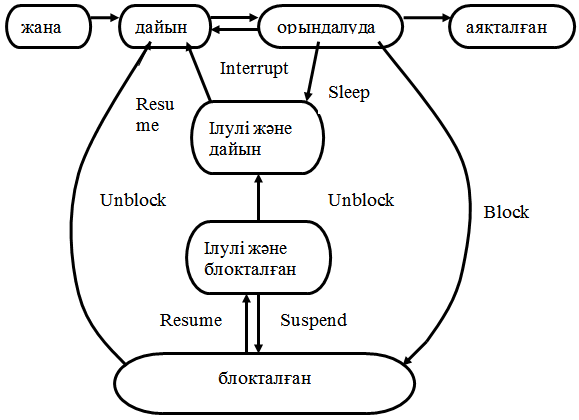 жаңа
дайын
орындалуда
аяқталған
Interrupt
Sleep
Resu
me
Ілулі және
дайын
Unblock
Unblock
Block
Ілулі және
блокталған
Resume
Suspend
блокталған